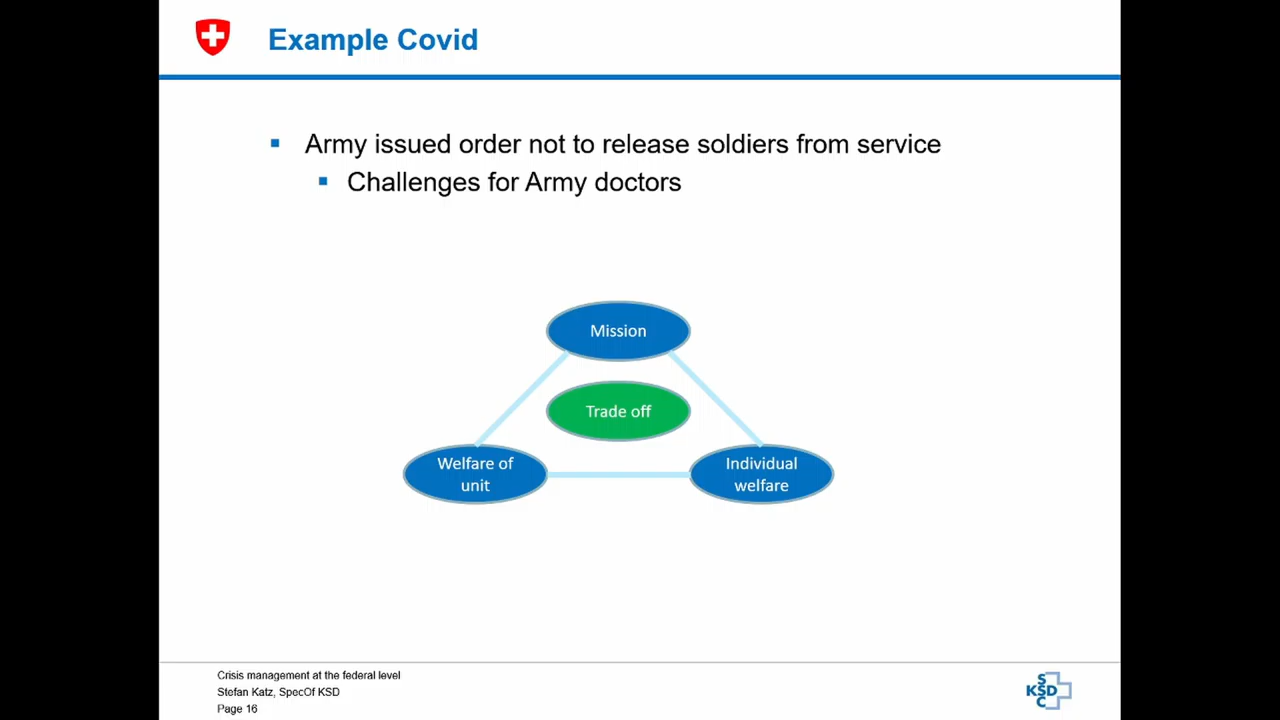 Example Covid
Army issued order not to release soldiers from service
Challenges for Army doctors
Mission
Trade off
Welfare of
unit
Individual
welfare
Crisis management at the federal level
Stefan Katz, SpecOf KSD
Page 16
S
KSD
C